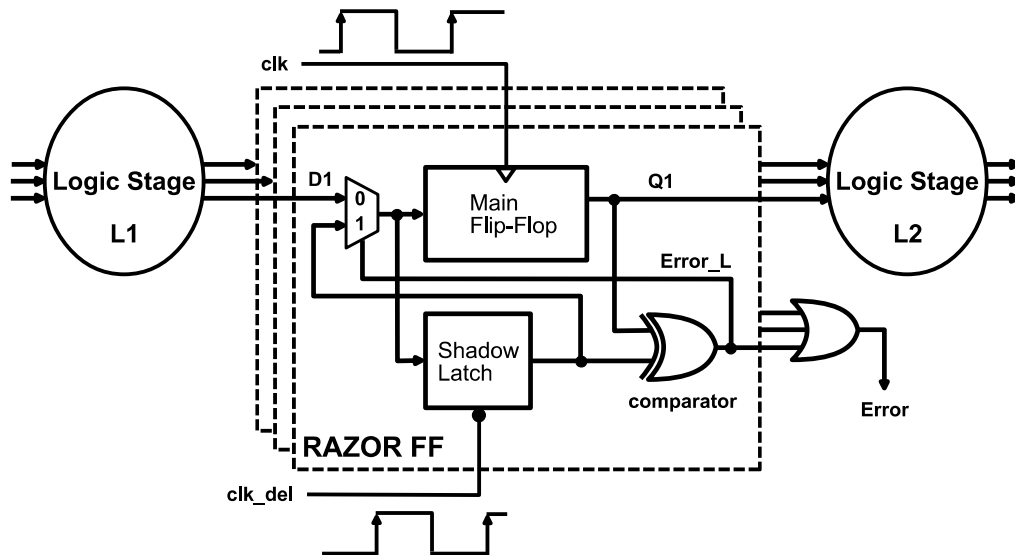 clk
Logic Stage
L1
D1
0
1
Main
Flip-Flop
Q1
Logic Stage
L2
Error_L
Shadow
Latch
comparator
Error
RAZOR FF
clk_del